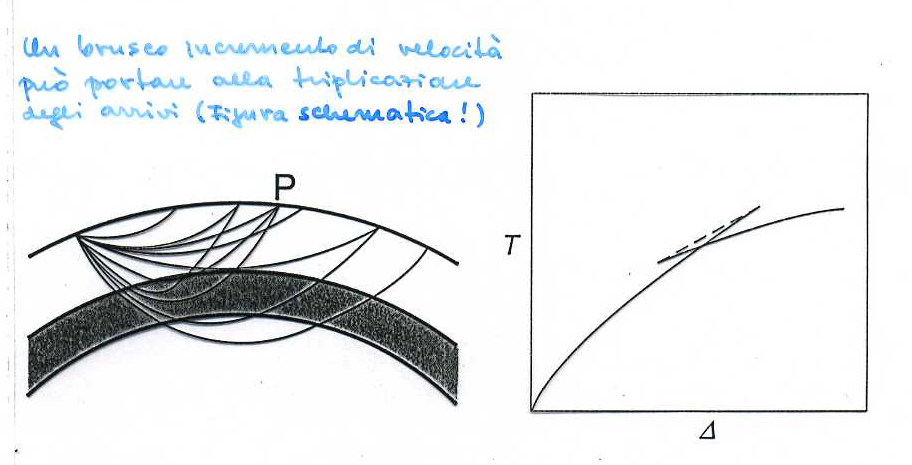 Un brusco incremento di velocità
può portare alla triplicazione
degli arrivi (Figura schematica!)
P
T
Δ